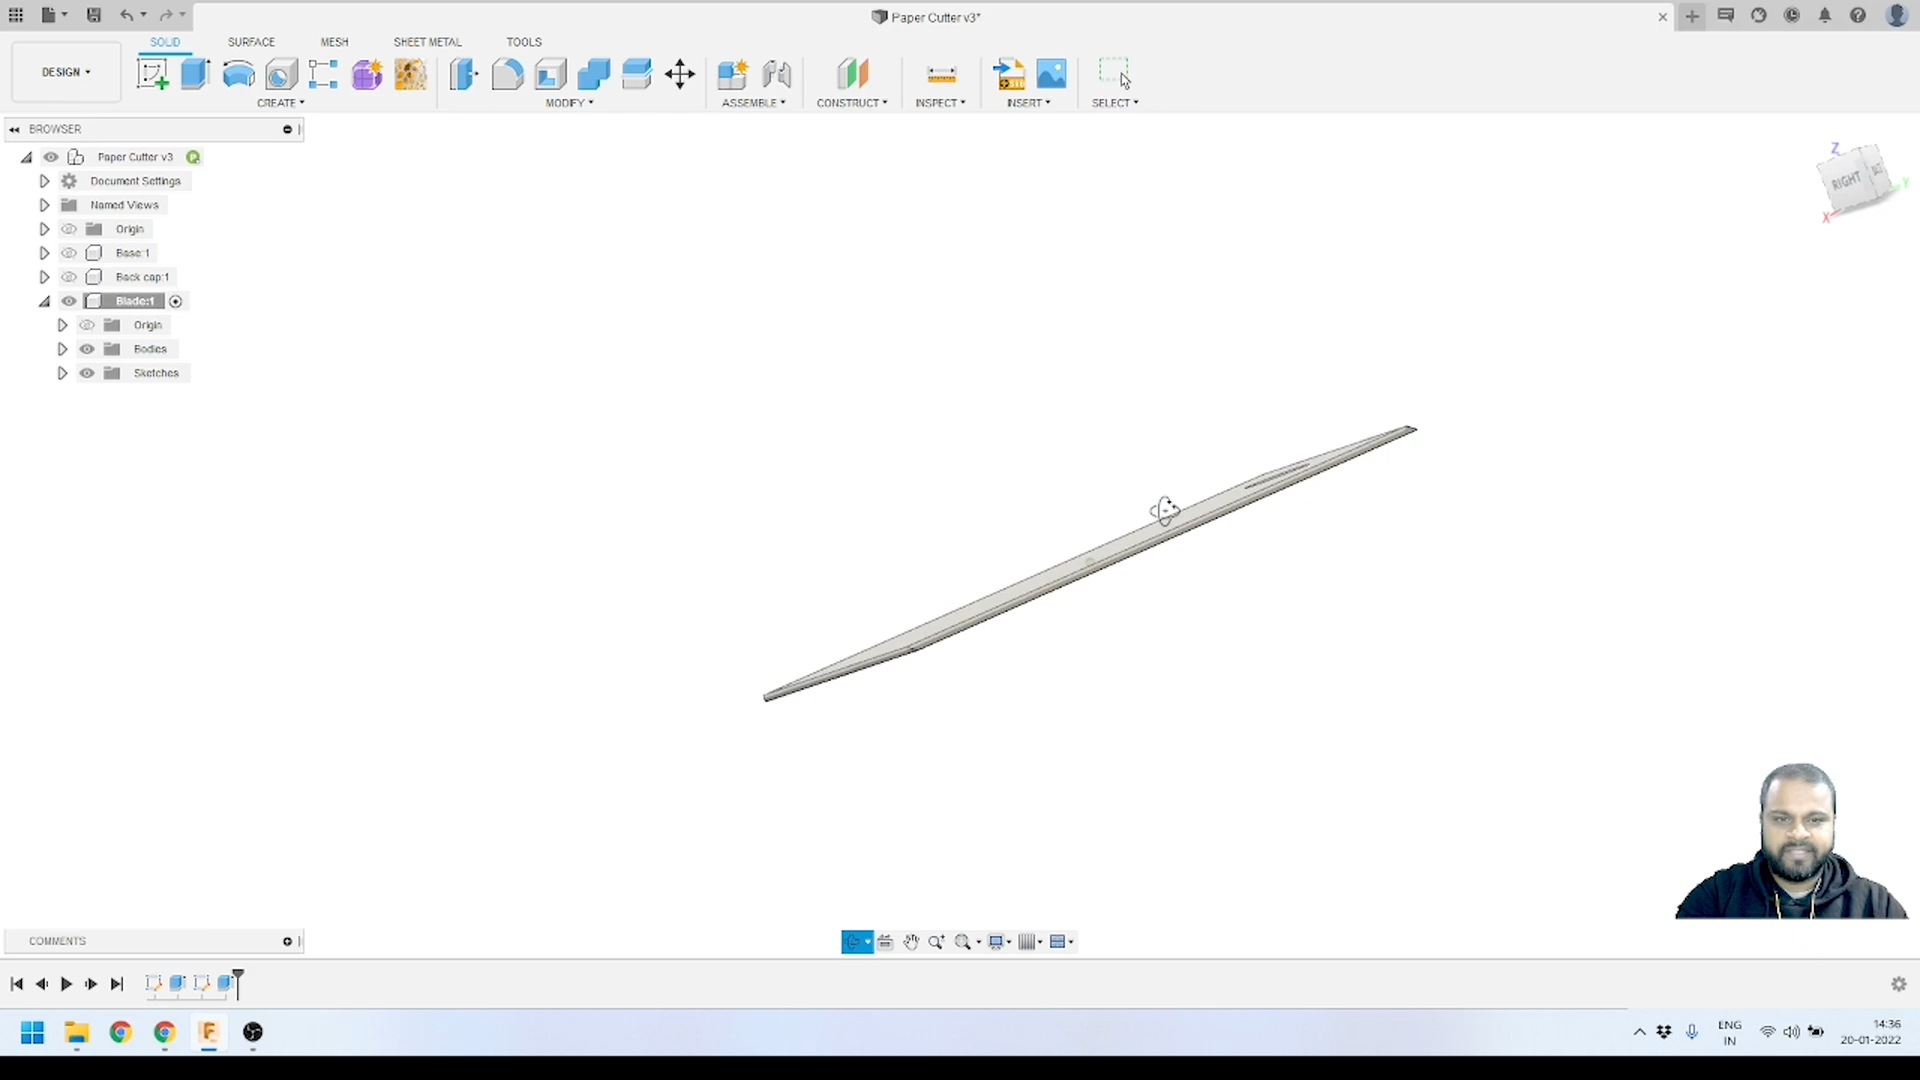 Paper Cutter v3*
SOLID SURFACE MESH SHEET METAL TOOLS
DESIGN
CREATE MODIFY ASSEMBLE CONSTRUCT INSPECT INSERT SELECT
BROWSER
Paper Cutter v3
Document Settings
Named Views
Origin
Base:1
Back cap:1
Blade:1
Origin
Bodies
Sketches
Z
RIGHT
Y
X
COMMENTS
ENG
IN
14:36
20-01-2022